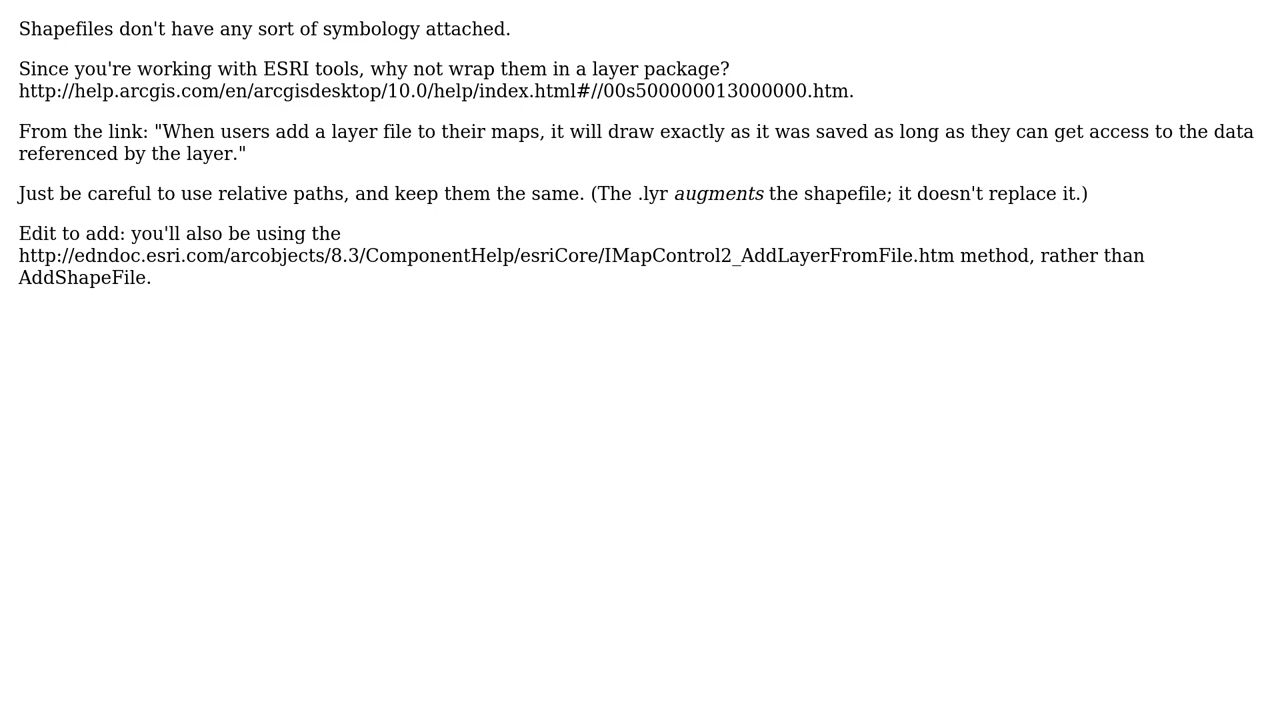 Shapefiles don't have any sort of symbology attached.
Since you're working with ESRI tools, why not wrap them in a layer package?
http://help.arcgis.com/en/arcgisdesktop/10.0/help/index.html#//00s500000013000000.htm.
From the link: "When users add a layer file to their maps, it will draw exactly as it was saved as long as they can get access to the data
referenced by the layer."
Just be careful to use relative paths, and keep them the same. (The .lyr augments the shapefile; it doesn't replace it.)
Edit to add: you'll also be using the
http://edndoc.esri.com/arcobjects/8.3/ComponentHelp/esriCore/IMapControl2_AddLayerFromFile.htm method, rather than
AddShapeFile.